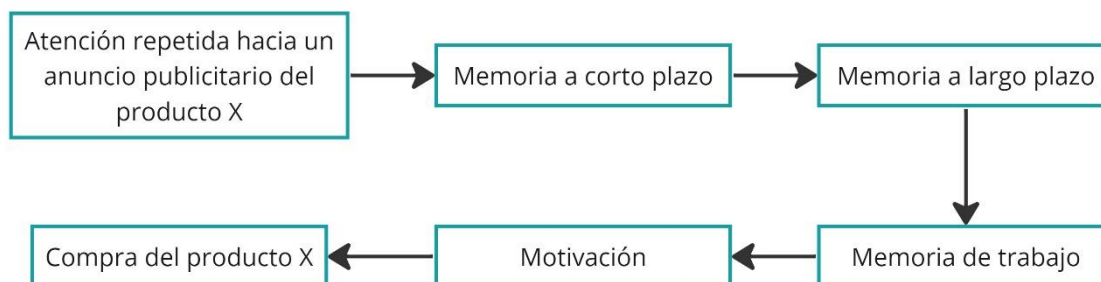 Atención repetida hacia un
anuncio publicitario del
producto X
Memoria a corto plazo
Memoria a largo plazo
Memoria de trabajo
Motivación
Compra del producto X